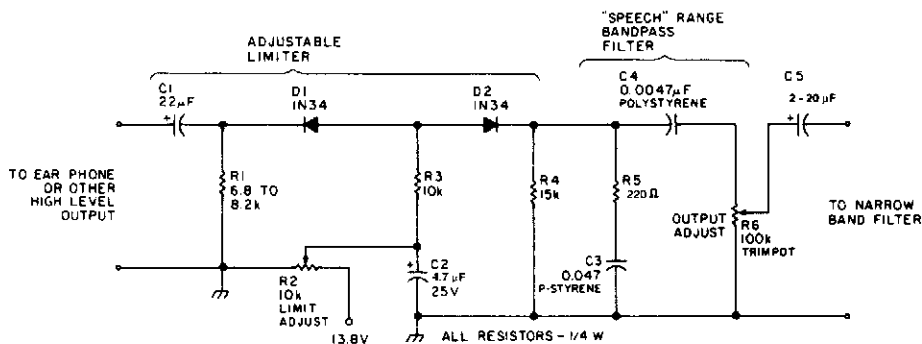 ADJUSTABLE
LIMITER
"SPEECH" RANGE
BANDPASS
FILTER
C1
22µF
+
D1
1N34
D2
1N34
C4
0.0047µF
POLYSTYRENE
C5
2-20µF
+
TO EAR PHONE
OR OTHER
HIGH LEVEL
OUTPUT
R1
6.8 TO
8.2k
R3
10k
R4
15k
R5
220Ω
OUTPUT
ADJUST
R6
100k
TRIMPOT
TO NARROW
BAND FILTER
R2
10k
LIMIT
ADJUST
+
C2
4.7µF
25V
C3
0.047
P-STYRENE
13.8V
ALL RESISTORS - 1/4 W